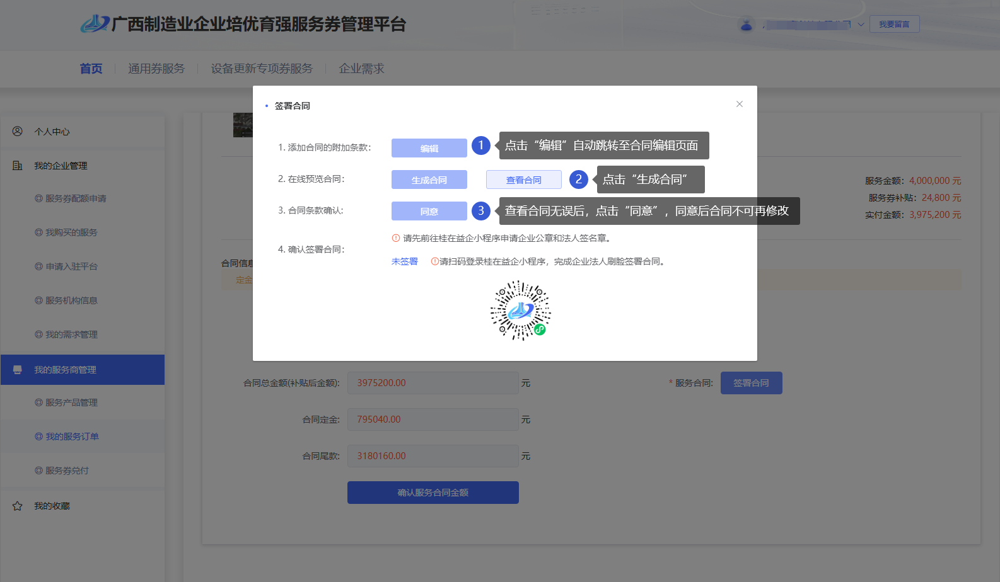 广西制造业企业培优育强服务券管理平台
我要留言
首页
通用券服务
设备更新专项券服务
企业需求
个人中心
我的企业管理
服务券配额申请
我购买的服务
申请入驻平台
服务机构信息
我的需求管理
我的服务商管理
服务产品管理
我的服务订单
服务券兑付
我的收藏
签署合同
1. 添加合同的附加条款：
编辑
1
点击“编辑”自动跳转至合同编辑页面
2. 在线预览合同：
生成合同
查看合同
2
点击“生成合同”
3. 合同条款确认：
同意
3
查看合同无误后，点击“同意”，同意后合同不可再修改
4. 确认签署合同：
请先前往桂在益企小程序申请企业公章和法人签名章。
未签署
请扫码登录桂在益企小程序，完成企业法人刷脸签署合同。
服务金额：4,000,000 元
服务券补贴：24,800 元
实付金额：3,975,200 元
合同信息
定金
合同总金额(补贴后金额):
3975200.00
元
* 服务合同:
签署合同
合同定金:
795040.00
元
合同尾款:
3180160.00
元
确认服务合同金额